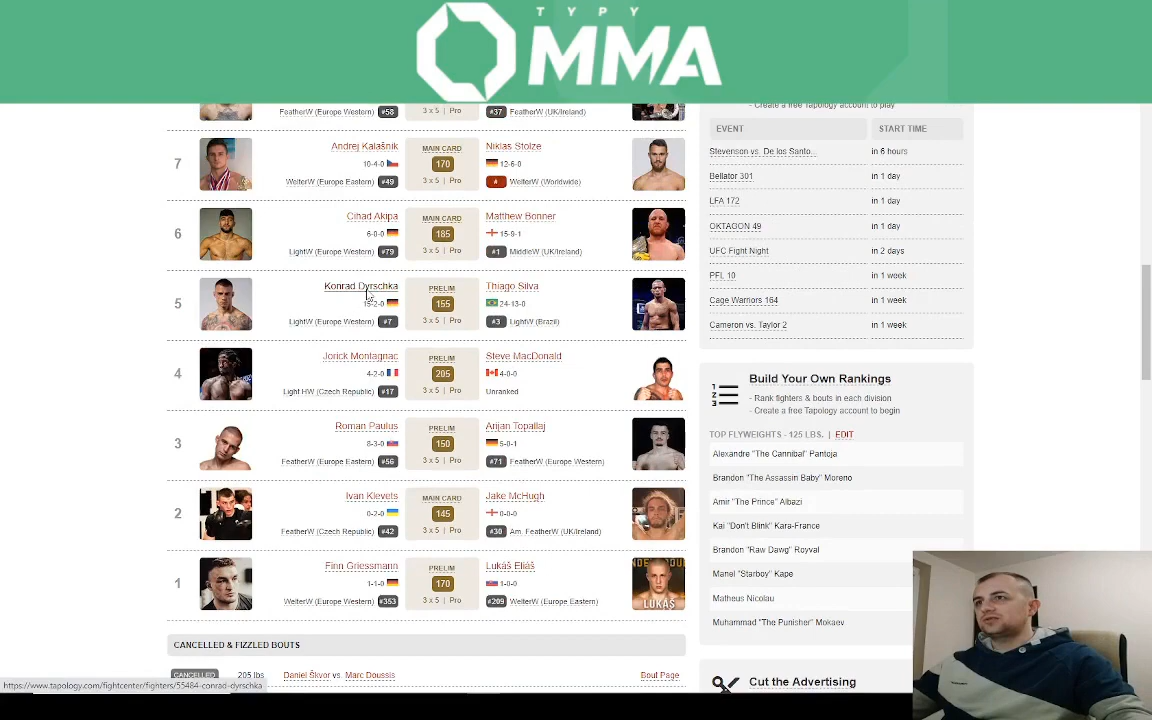 TYPY
MMA
- Create a free Tapology account to play
FeatherW (Europe Western) #58
3 x 5 | Pro
#37 FeatherW (UK/Ireland)
EVENT START TIME
Stevenson vs. De los Santo... in 6 hours
Bellator 301 in 1 day
LFA 172 in 1 day
OKTAGON 49 in 1 day
UFC Fight Night in 2 days
PFL 10 in 1 week
Cage Warriors 164 in 1 week
Cameron vs. Taylor 2 in 1 week
7
Andrej Kalašnik
10-4-0
WelterW (Europe Eastern) #49
MAIN CARD
170
3 x 5 | Pro
Niklas Stolze
12-6-0
# WelterW (Worldwide)
6
Cihad Akipa
6-0-0
LightW (Europe Western) #79
MAIN CARD
185
3 x 5 | Pro
Matthew Bonner
15-9-1
#1 MiddleW (UK/Ireland)
5
Konrad Dyrschka
15-2-0
LightW (Europe Western) #7
PRELIM
155
3 x 5 | Pro
Thiago Silva
24-13-0
#3 LightW (Brazil)
4
Jorick Montagnac
4-2-0
Light HW (Czech Republic) #17
PRELIM
205
3 x 5 | Pro
Steve MacDonald
4-0-0
Unranked
3
Roman Paulus
8-3-0
FeatherW (Europe Eastern) #56
PRELIM
150
3 x 5 | Pro
Arijan Topallaj
5-0-1
#71 FeatherW (Europe Western)
2
Ivan Klevets
0-2-0
FeatherW (Czech Republic) #42
MAIN CARD
145
3 x 5 | Pro
Jake McHugh
0-0-0
#30 Am. FeatherW (UK/Ireland)
1
Finn Griessmann
1-1-0
WelterW (Europe Western) #353
PRELIM
170
3 x 5 | Pro
Lukáš Eliáš
1-0-0
#209 WelterW (Europe Eastern)
LUKÁŠ
1
2
3
Build Your Own Rankings
- Rank fighters & bouts in each division
- Create a free Tapology account to begin
TOP FLYWEIGHTS - 125 LBS. | EDIT
Alexandre "The Cannibal" Pantoja
Brandon "The Assassin Baby" Moreno
Amir "The Prince" Albazi
Kai "Don't Blink" Kara-France
Brandon "Raw Dawg" Royval
Manel "Starboy" Kape
Matheus Nicolau
Muhammad "The Punisher" Mokaev
Cut the Advertising
CANCELLED & FIZZLED BOUTS
CANCELLED 205 lbs Daniel Škvor vs. Marc Doussis Bout Page
https://www.tapology.com/fightcenter/fighters/55484-conrad-dyrschka